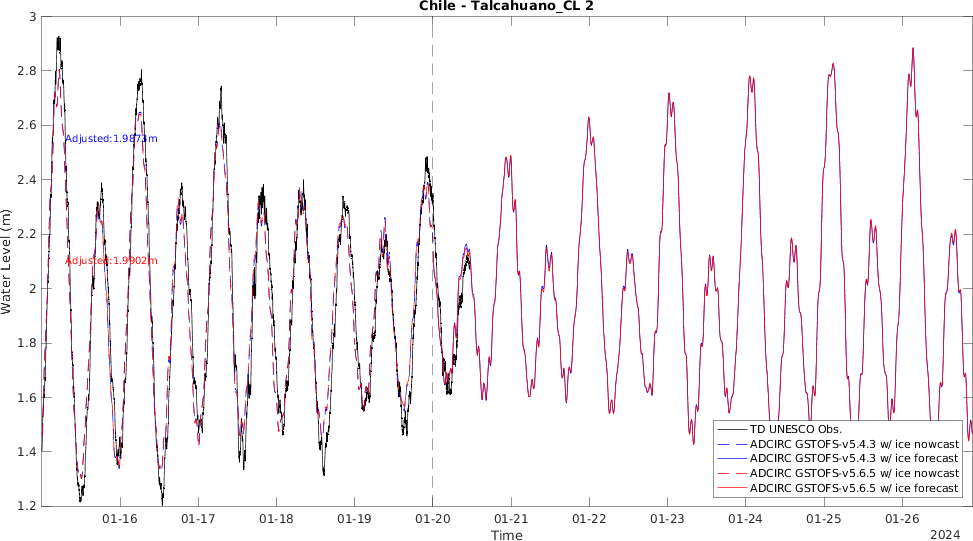 Chile - Talcahuano_CL 2
3
2.8
2.6
2.4
2.2
2
1.8
1.6
1.4
1.2
Water Level (m)
Adjusted:1.9873m
Adjusted:1.9902m
TD UNESCO Obs.
ADCIRC GSTOFS-v5.4.3 w/ ice nowcast
ADCIRC GSTOFS-v5.4.3 w/ ice forecast
ADCIRC GSTOFS-v5.6.5 w/ ice nowcast
ADCIRC GSTOFS-v5.6.5 w/ ice forecast
01-16 01-17 01-18 01-19 01-20 01-21 01-22 01-23 01-24 01-25 01-26
Time
2024